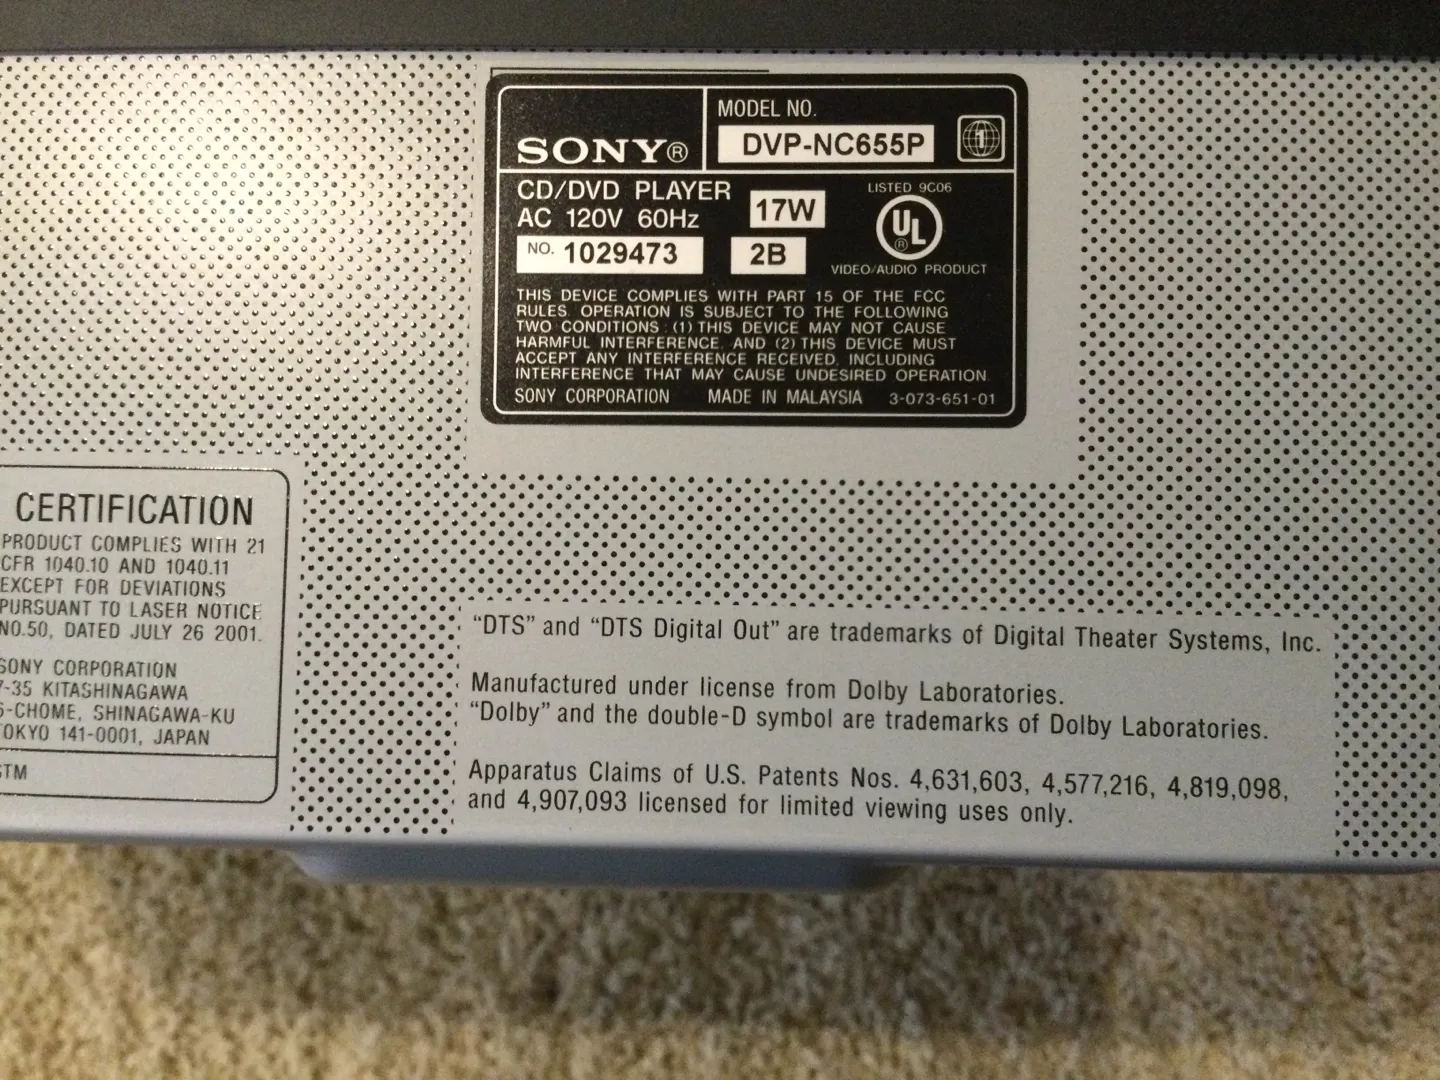 SONY®
MODEL NO.
DVP-NC655P
1
CD/DVD PLAYER
AC 120V 60Hz
17W
NO. 1029473
2B
LISTED 9C06
UL ®
VIDEO/AUDIO PRODUCT
THIS DEVICE COMPLIES WITH PART 15 OF THE FCC
RULES. OPERATION IS SUBJECT TO THE FOLLOWING
TWO CONDITIONS : (1) THIS DEVICE MAY NOT CAUSE
HARMFUL INTERFERENCE, AND (2) THIS DEVICE MUST
ACCEPT ANY INTERFERENCE RECEIVED, INCLUDING
INTERFERENCE THAT MAY CAUSE UNDESIRED OPERATION.
SONY CORPORATION MADE IN MALAYSIA 3-073-651-01
CERTIFICATION
PRODUCT COMPLIES WITH 21
CFR 1040.10 AND 1040.11
EXCEPT FOR DEVIATIONS
PURSUANT TO LASER NOTICE
NO.50, DATED JULY 26 2001.
SONY CORPORATION
7-35 KITASHINAGAWA
6-CHOME, SHINAGAWA-KU
TOKYO 141-0001, JAPAN
"DTS" and "DTS Digital Out" are trademarks of Digital Theater Systems, Inc.
Manufactured under license from Dolby Laboratories.
"Dolby" and the double-D symbol are trademarks of Dolby Laboratories.
Apparatus Claims of U.S. Patents Nos. 4,631,603, 4,577,216, 4,819,098,
and 4,907,093 licensed for limited viewing uses only.